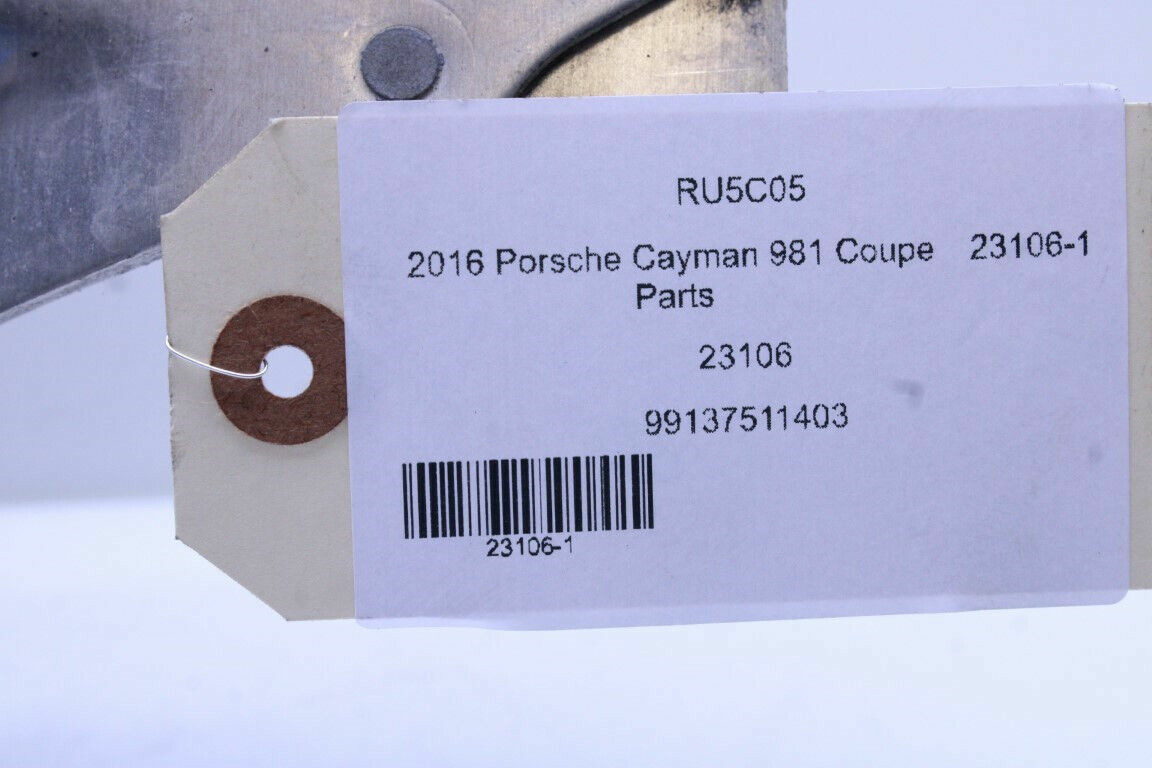 RU5C05
2016 Porsche Cayman 981 Coupe 23106-1
Parts
23106
99137511403
23106-1